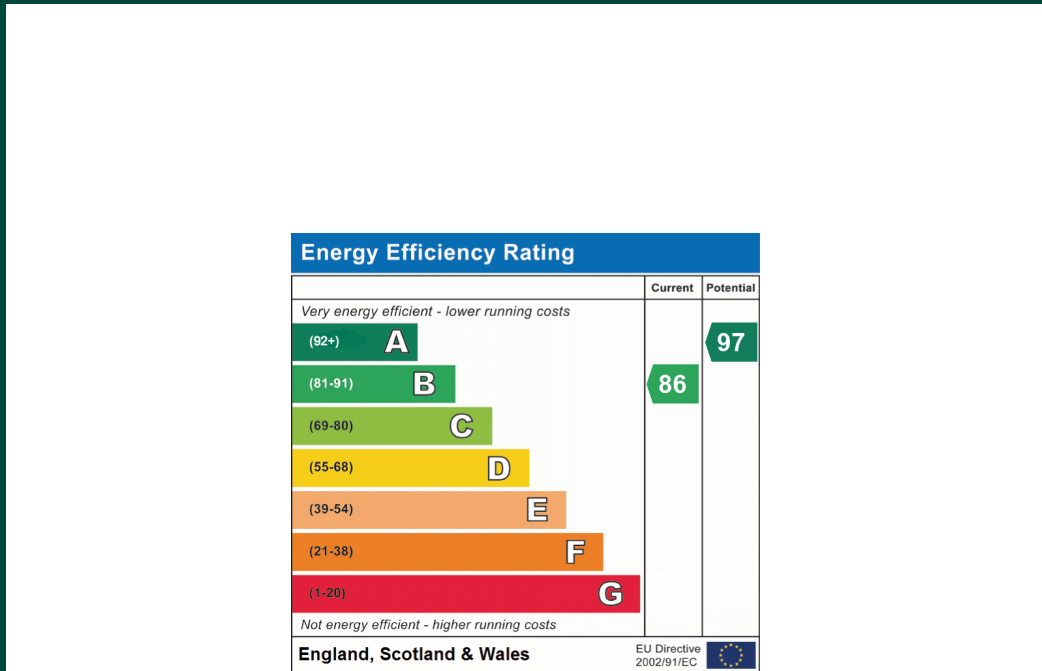 Energy Efficiency Rating
Current Potential
Very energy efficient - lower running costs
(92+) A 97
(81-91) B 86
(69-80) C
(55-68) D
(39-54) E
(21-38) F
(1-20) G
Not energy efficient - higher running costs
England, Scotland & Wales
EU Directive
2002/91/EC